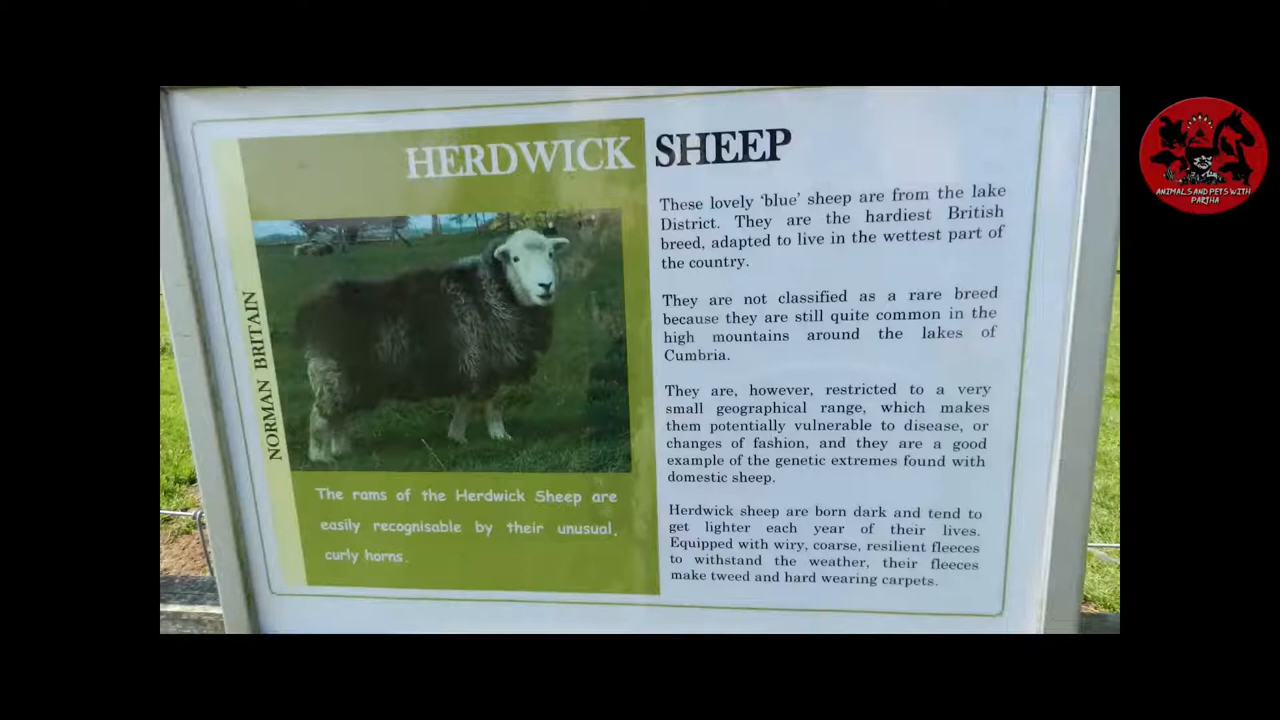 HERDWICK SHEEP
NORMAN BRITAIN
The rams of the Herdwick Sheep are
easily recognisable by their unusual,
curly horns.
These lovely ‘blue’ sheep are from the lake
District. They are the hardiest British
breed, adapted to live in the wettest part of
the country.
They are not classified as a rare breed
because they are still quite common in the
high mountains around the lakes of
Cumbria.
They are, however, restricted to a very
small geographical range, which makes
them potentially vulnerable to disease, or
changes of fashion, and they are a good
example of the genetic extremes found with
domestic sheep.
Herdwick sheep are born dark and tend to
get lighter each year of their lives.
Equipped with wiry, coarse, resilient fleeces
to withstand the weather, their fleeces
make tweed and hard wearing carpets.
ANIMALS AND PETS WITH
PARTHA